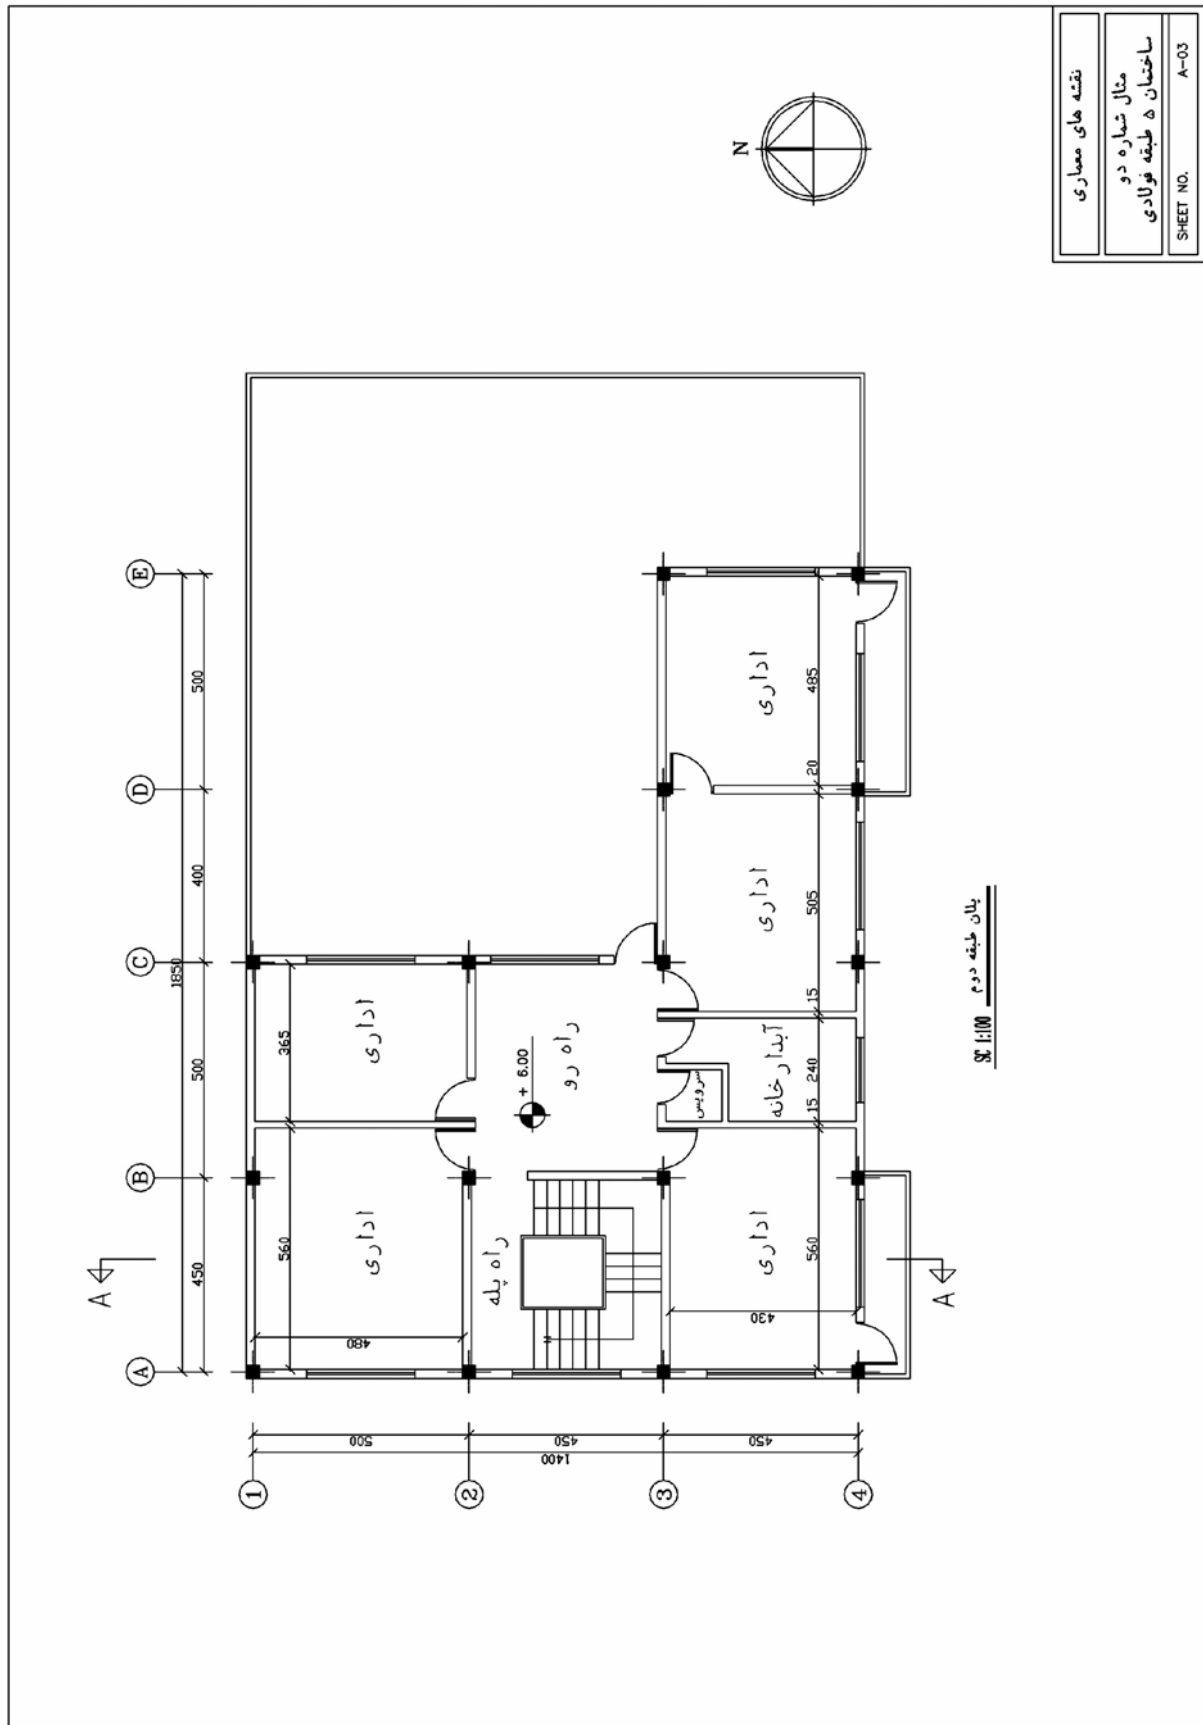 نقشه های معماری
مثال شماره دو
ساختمان ۵ طبقه فولادی
SHEET NO. A-03
N
A
B
C
D
E
1850
450
500
400
500
1
2
3
4
500
450
450
1400
A
A
اداری
560
480
اداری
365
راه پله
راه رو
+ 6.00
سرویس
آبدارخانه
اداری
430
560
15
240
15
505
20
485
اداری
اداری
پلان طبقه دوم
SC 1:100